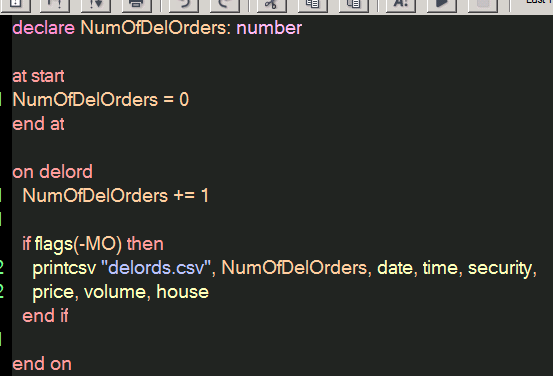 declare NumOfDelOrders: number
at start
NumOfDelOrders = 0
end at
on delord
NumOfDelOrders += 1
if flags(-MO) then
printcsv "delords.csv", NumOfDelOrders, date, time, security,
price, volume, house
end if
end on